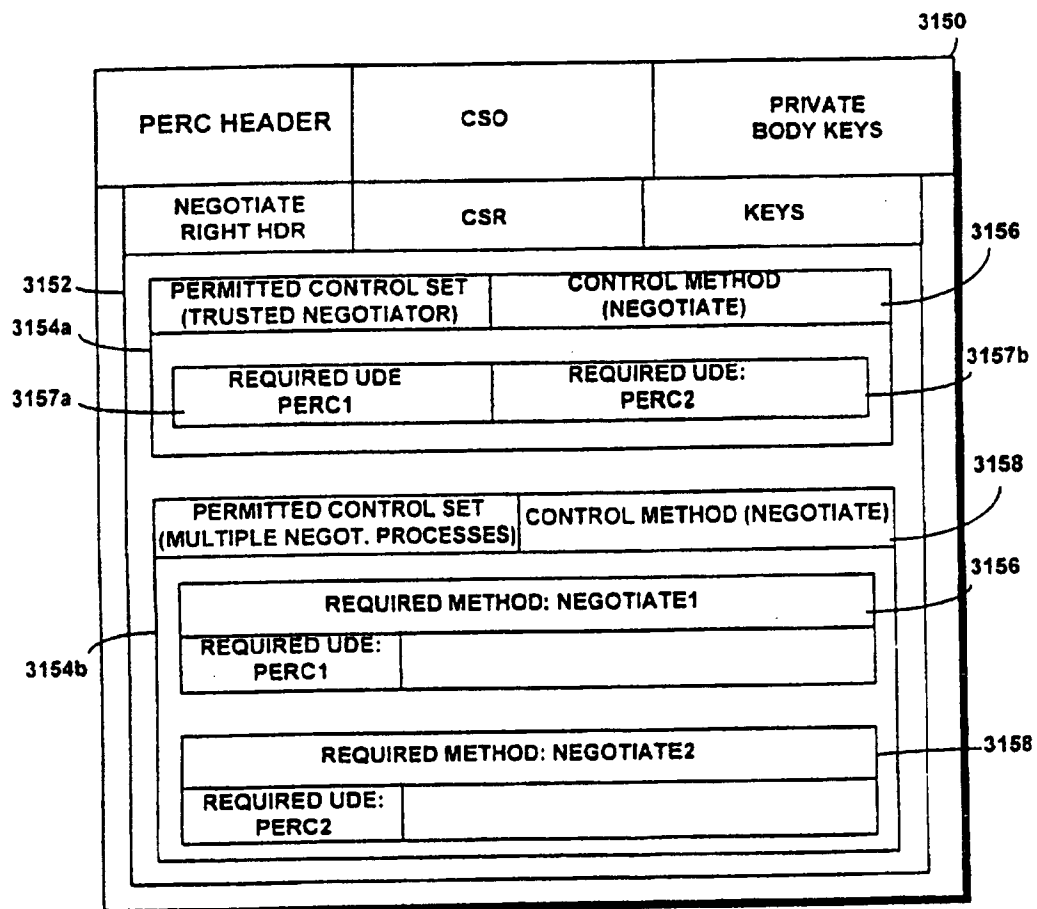 3150
PERC HEADER
CSO
PRIVATE
BODY KEYS
NEGOTIATE
RIGHT HDR
CSR
KEYS
3156
3152
PERMITTED CONTROL SET
(TRUSTED NEGOTIATOR)
CONTROL METHOD
(NEGOTIATE)
3154a
3157b
REQUIRED UDE
PERC1
REQUIRED UDE:
PERC2
3157a
3158
PERMITTED CONTROL SET
(MULTIPLE NEGOT. PROCESSES)
CONTROL METHOD (NEGOTIATE)
3156
REQUIRED METHOD: NEGOTIATE1
REQUIRED UDE:
PERC1
3154b
REQUIRED METHOD: NEGOTIATE2
3158
REQUIRED UDE:
PERC2